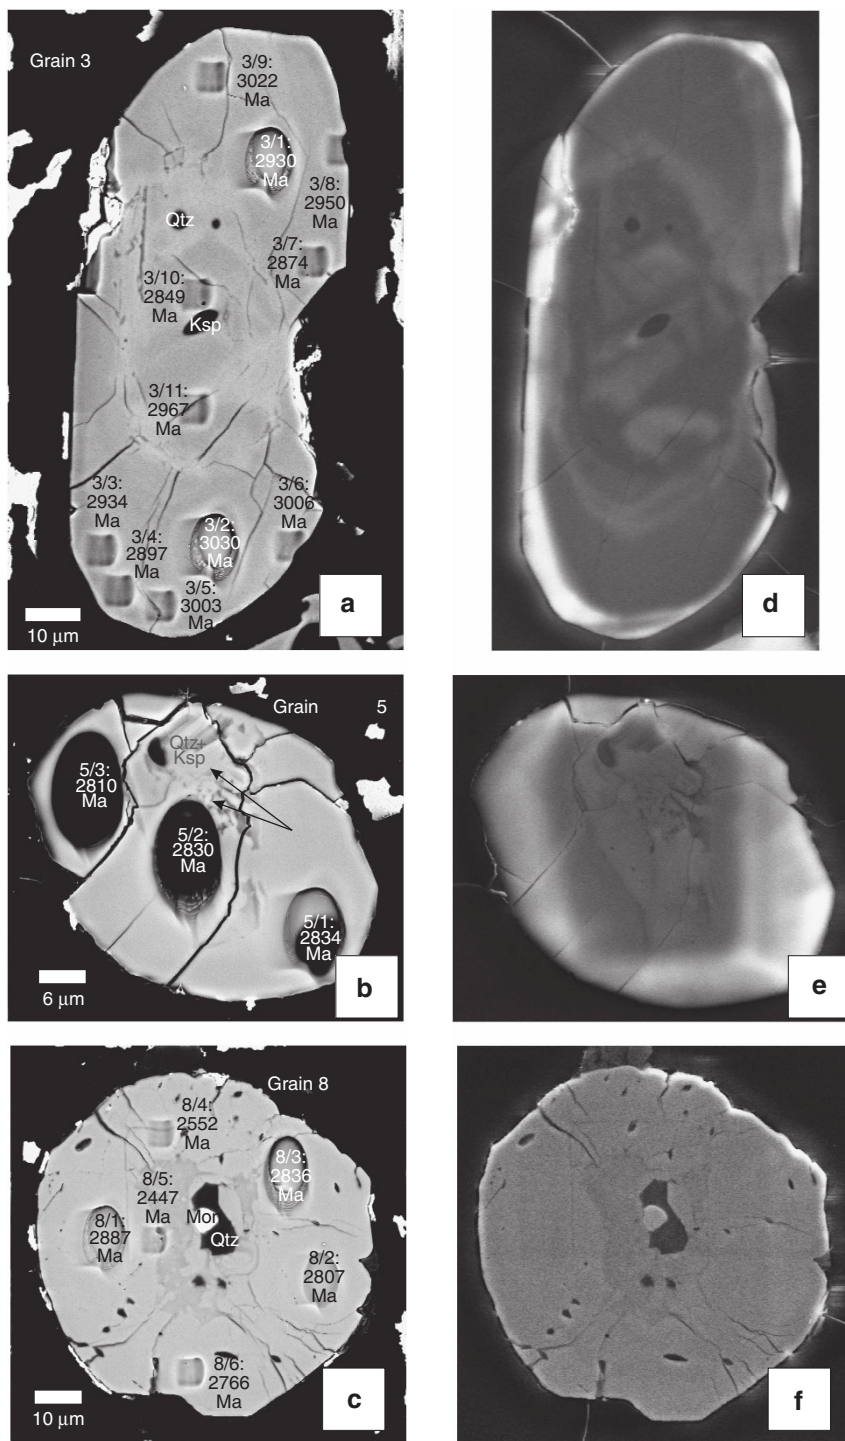 Grain 3
3/9:
3022
Ma
3/1:
2930
Ma
3/8:
2950
Ma
Qtz
3/7:
2874
Ma
3/10:
2849
Ma
Ksp
3/11:
2967
Ma
3/3:
2934
Ma
3/4:
2897
Ma
3/2:
3030
Ma
3/6:
3006
Ma
3/5:
3003
Ma
10 μm
a
d
Grain 5
Qtz+
Ksp
5/3:
2810
Ma
5/2:
2830
Ma
5/1:
2834
Ma
6 μm
b
e
Grain 8
8/4:
2552
Ma
8/3:
2836
Ma
8/5:
2447
Ma
8/1:
2887
Ma
Mon
Qtz
8/2:
2807
Ma
8/6:
2766
Ma
10 μm
c
f